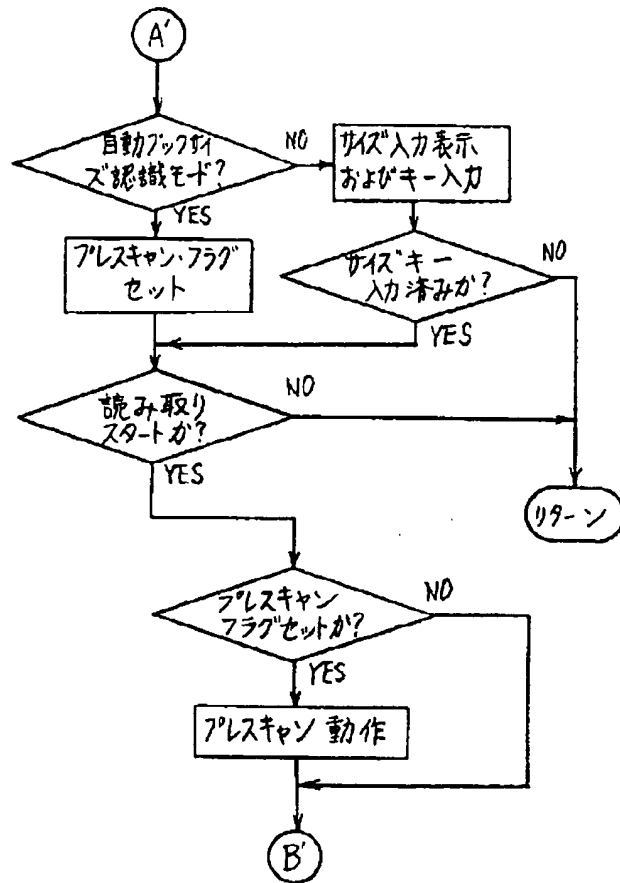 A'
自動ブックサイ
ズ認識モード?
NO
YES
サイズ入力表示
およびキー入力
プレスキャン・フラグ
セット
サイズキー
入力済みか?
NO
YES
読み取り
スタートか?
NO
YES
リターン
プレスキャン
フラグセットか?
NO
YES
プレスキャン動作
B'